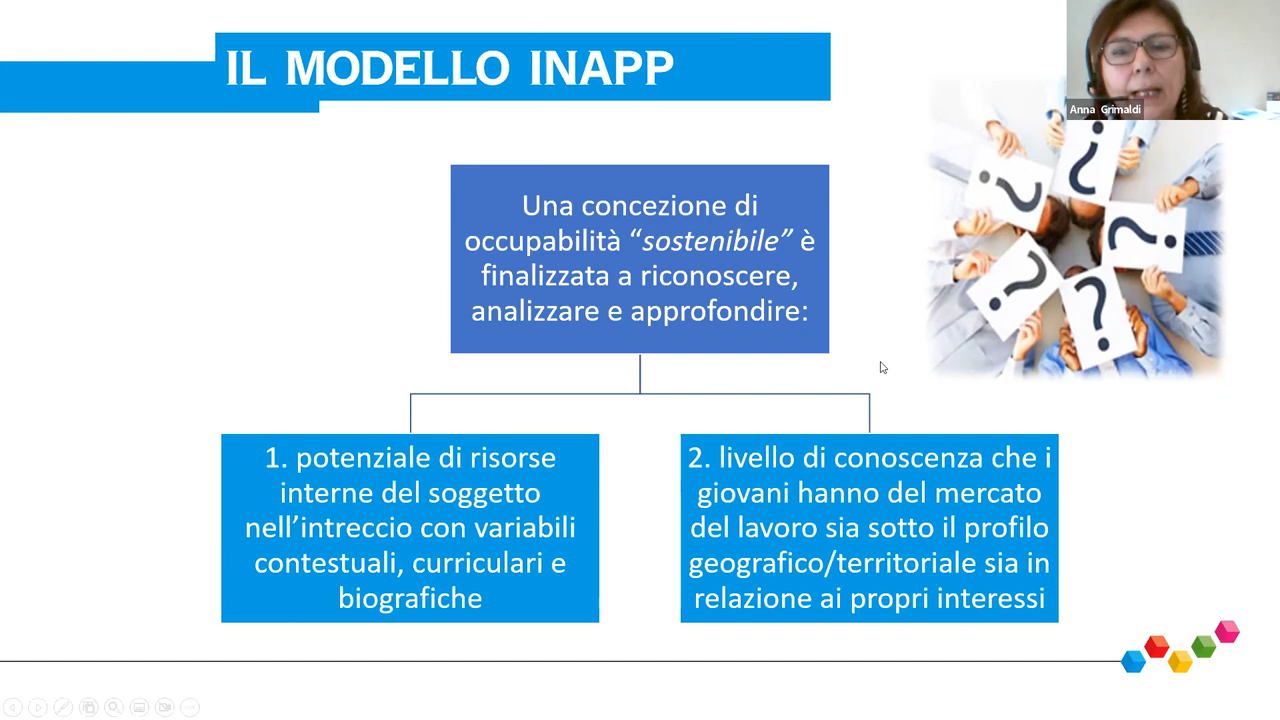 IL MODELLO INAPP
Anna Grimaldi
Una concezione di
occupabilità “sostenibile” è
finalizzata a riconoscere,
analizzare e approfondire:
1. potenziale di risorse
interne del soggetto
nell’intreccio con variabili
contestuali, curriculari e
biografiche
2. livello di conoscenza che i
giovani hanno del mercato
del lavoro sia sotto il profilo
geografico/territoriale sia in
relazione ai propri interessi
?
?
?
?
?